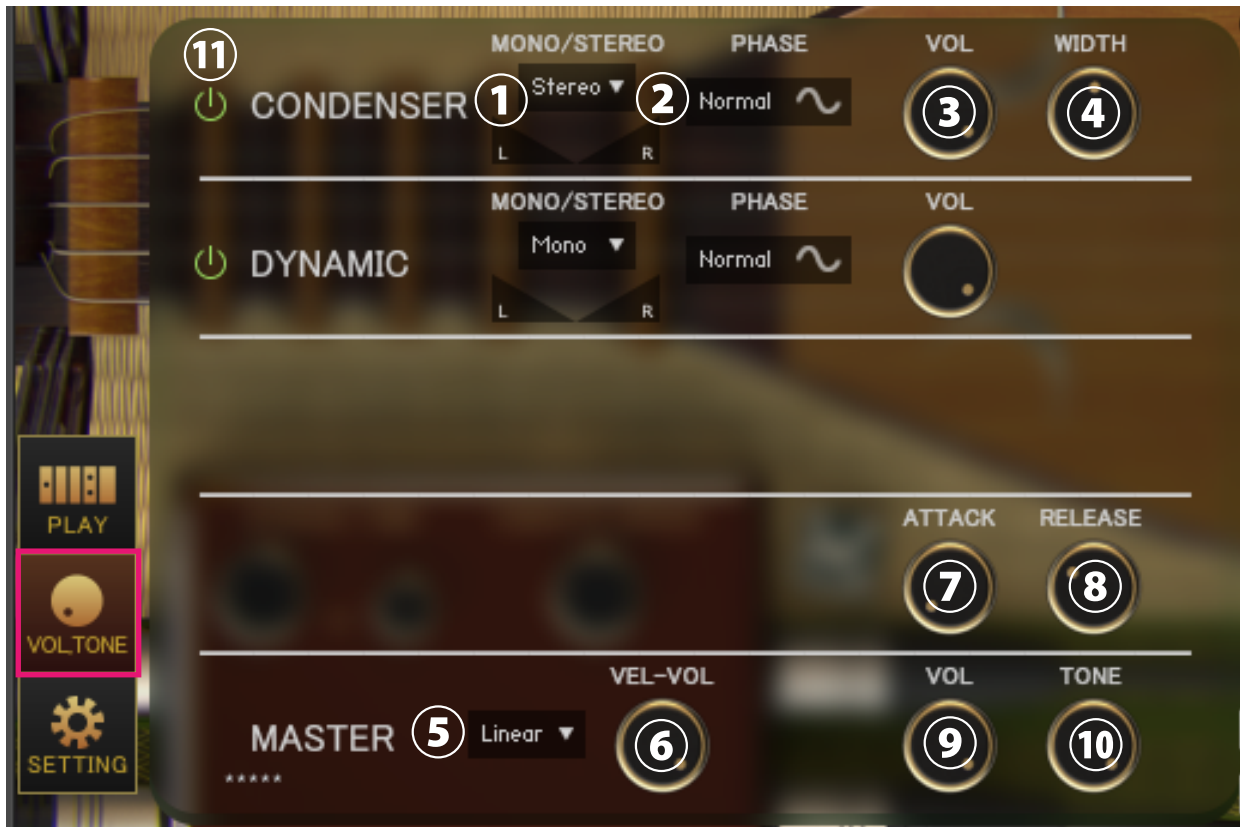 11 MONO/STEREO PHASE VOL WIDTH
CONDENSER 1 Stereo ▼ 2 Normal 3 4
L R
MONO/STEREO PHASE VOL
DYNAMIC Mono ▼ Normal
L R
PLAY
ATTACK RELEASE
7 8
VOL,TONE
VEL-VOL VOL TONE
MASTER 5 Linear ▼ 6 9 10
SETTING
*****